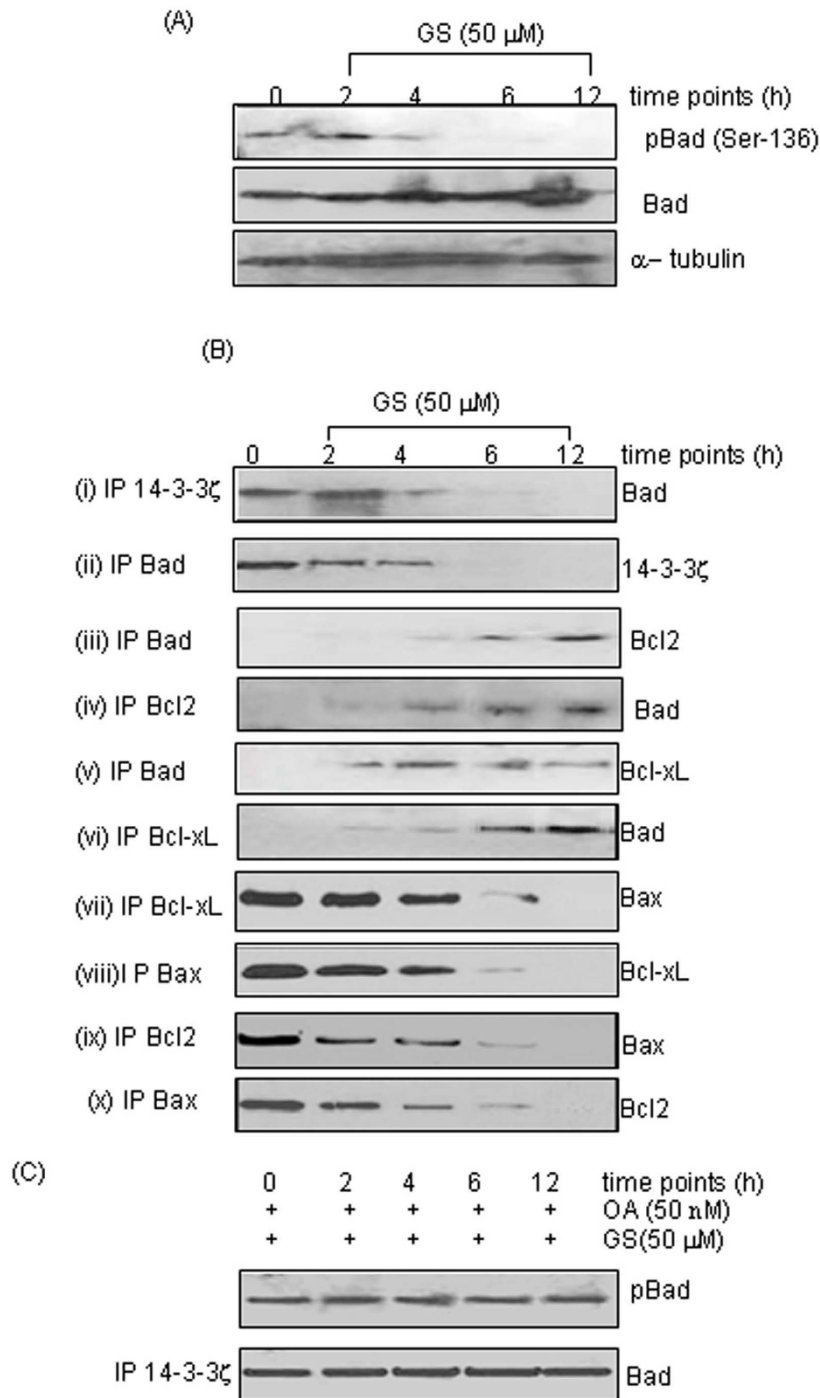 (A)
GS (50 μM)
0 2 4 6 12 time points (h)
pBad (Ser-136)
Bad
α– tubulin
(B)
GS (50 μM)
0 2 4 6 12 time points (h)
(i) IP 14-3-3ζ Bad
(ii) IP Bad 14-3-3ζ
(iii) IP Bad Bcl2
(iv) IP Bcl2 Bad
(v) IP Bad Bcl-xL
(vi) IP Bcl-xL Bad
(vii) IP Bcl-xL Bax
(viii)I P Bax Bcl-xL
(ix) IP Bcl2 Bax
(x) IP Bax Bcl2
(C)
0 2 4 6 12 time points (h)
+ + + + + OA (50 nM)
+ + + + + GS(50 μM)
pBad
IP 14-3-3ζ Bad